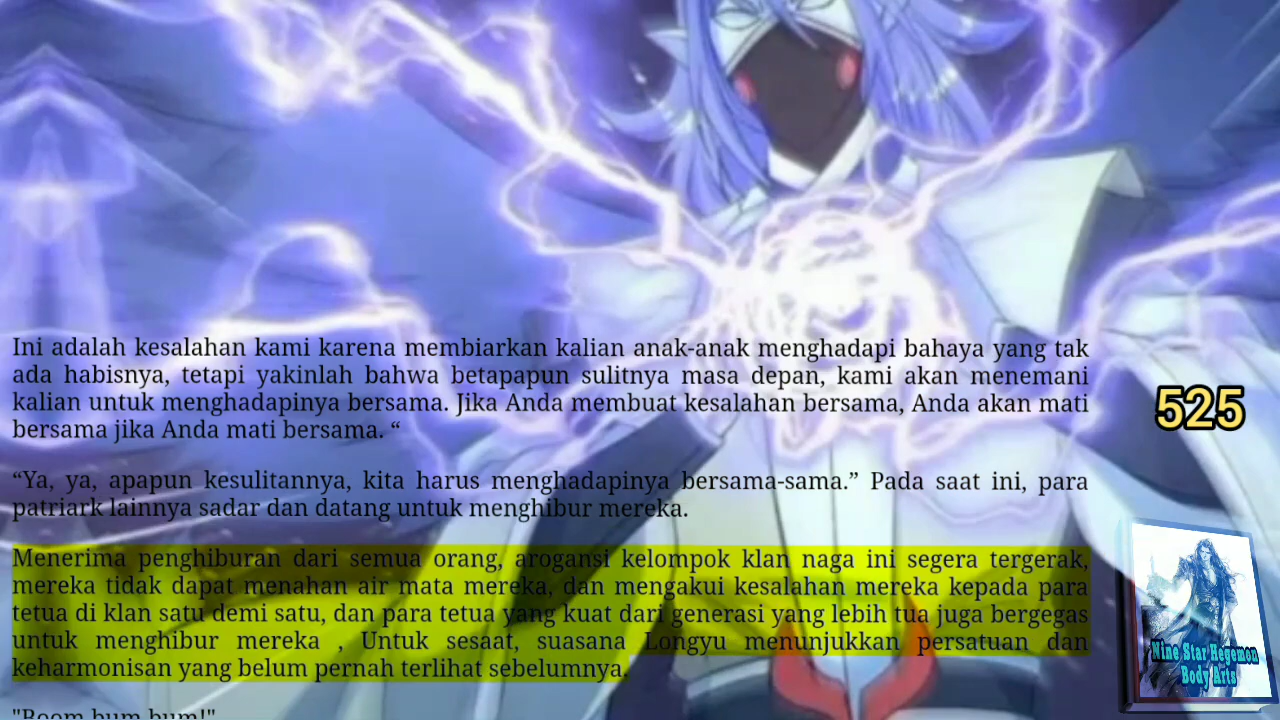 Ini adalah kesalahan kami karena membiarkan kalian anak-anak menghadapi bahaya yang tak
ada habisnya, tetapi yakinlah bahwa betapapun sulitnya masa depan, kami akan menemani
kalian untuk menghadapinya bersama. Jika Anda membuat kesalahan bersama, Anda akan mati
bersama jika Anda mati bersama. “
“Ya, ya, apapun kesulitannya, kita harus menghadapinya bersama-sama.” Pada saat ini, para
patriark lainnya sadar dan datang untuk menghibur mereka.
Menerima penghiburan dari semua orang, arogansi kelompok klan naga ini segera tergerak,
mereka tidak dapat menahan air mata mereka, dan mengakui kesalahan mereka kepada para
tetua di klan satu demi satu, dan para tetua yang kuat dari generasi yang lebih tua juga bergegas
untuk menghibur mereka , Untuk sesaat, suasana Longyu menunjukkan persatuan dan
keharmonisan yang belum pernah terlihat sebelumnya.
"Boom bum bum!"
525
Nine Star Hegemon
Body Arts